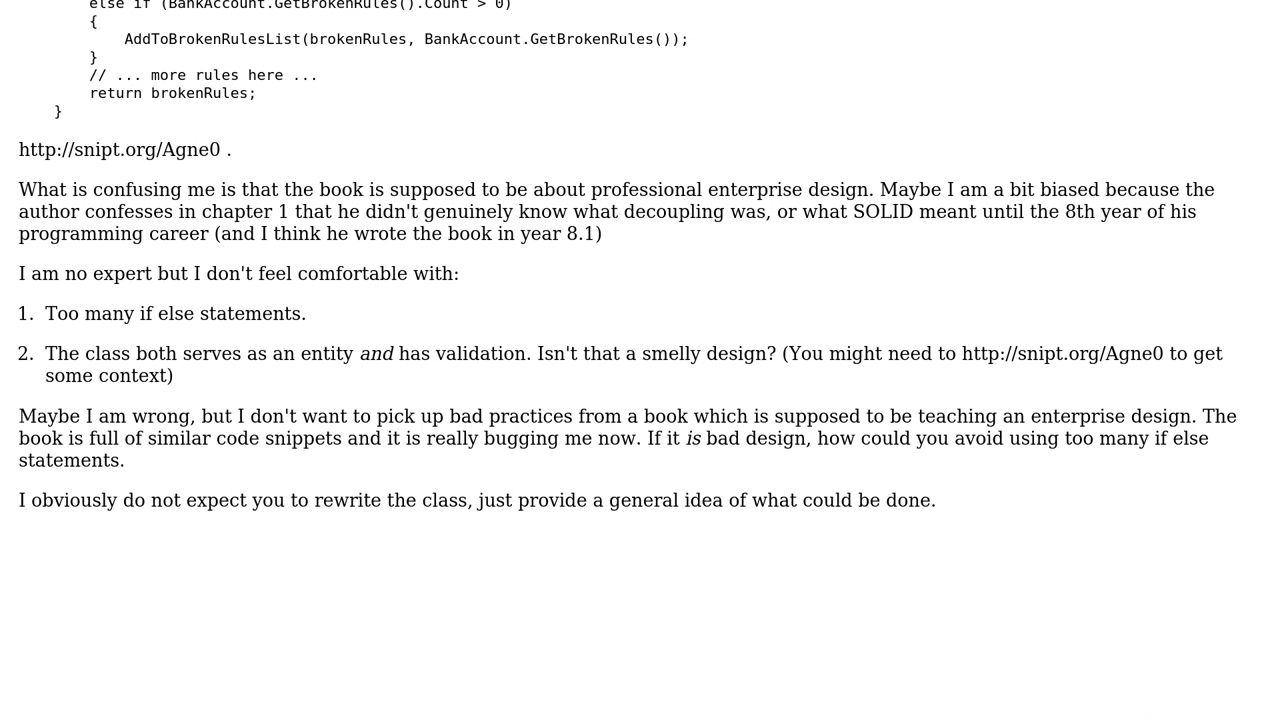 else if (BankAccount.GetBrokenRules().Count > 0)
{
AddToBrokenRulesList(brokenRules, BankAccount.GetBrokenRules());
}
// ... more rules here ...
return brokenRules;
}
http://snipt.org/Agne0 .
What is confusing me is that the book is supposed to be about professional enterprise design. Maybe I am a bit biased because the
author confesses in chapter 1 that he didn't genuinely know what decoupling was, or what SOLID meant until the 8th year of his
programming career (and I think he wrote the book in year 8.1)
I am no expert but I don't feel comfortable with:
1. Too many if else statements.
2. The class both serves as an entity and has validation. Isn't that a smelly design? (You might need to http://snipt.org/Agne0 to get
some context)
Maybe I am wrong, but I don't want to pick up bad practices from a book which is supposed to be teaching an enterprise design. The
book is full of similar code snippets and it is really bugging me now. If it is bad design, how could you avoid using too many if else
statements.
I obviously do not expect you to rewrite the class, just provide a general idea of what could be done.